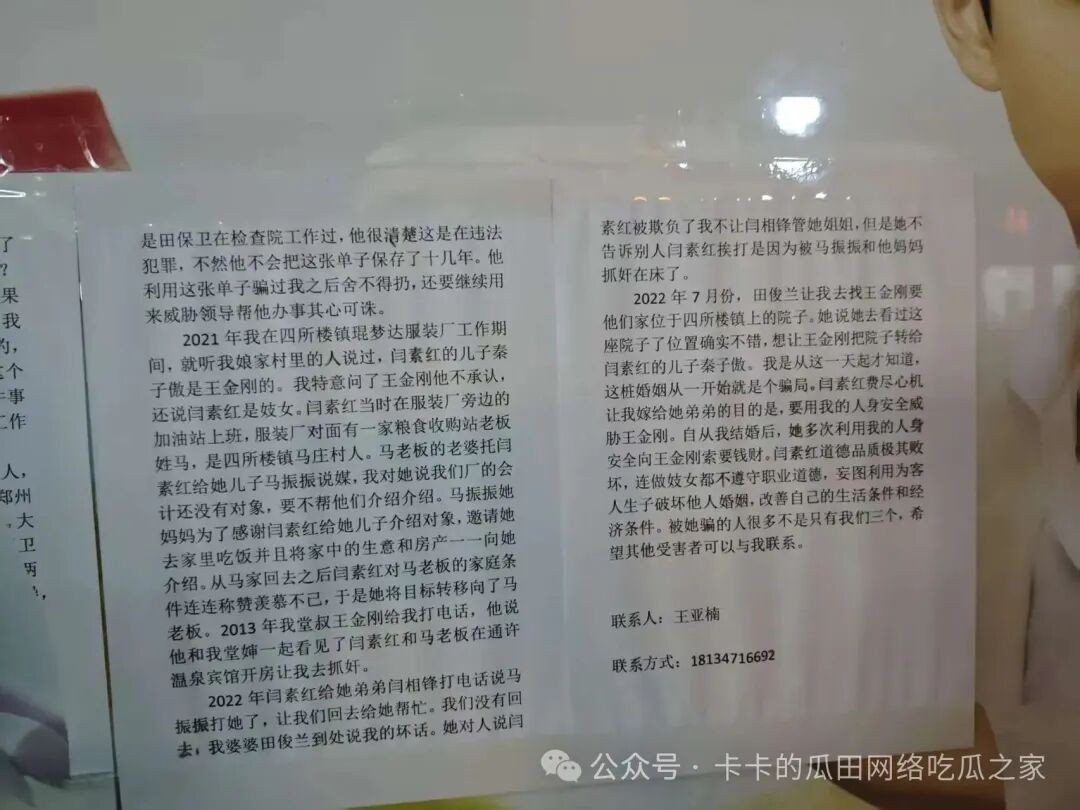 了
?
果
我
约，
这个
件事
工作
人，
郑州
。大
卫
两
，
是田保卫在检查院工作过，他很清楚这是在违法
犯罪，不然他不会把这张单子保存了十几年。他
利用这张单子骗过我之后舍不得扔，还要继续用
来威胁领导帮他办事其心可诛。
2021 年我在四所楼镇琨梦达服装厂工作期
间，就听我娘家村里的人说过，闫素红的儿子秦
子傲是王金刚的。我特意问了王金刚他不承认，
还说闫素红是妓女。闫素红当时在服装厂旁边的
加油站上班，服装厂对面有一家粮食收购站老板
姓马，是四所楼镇马庄村人。马老板的老婆托闫
素红给她儿子马振振说媒，我对她说我们厂的会
计还没有对象，要不帮他们介绍介绍。马振振她
妈妈为了感谢闫素红给她儿子介绍对象，邀请她
去家里吃饭并且将家中的生意和房产一一向她
介绍。从马家回去之后闫素红对马老板的家庭条
件连连称赞羡慕不已，于是她将目标转移向了马
老板。2013 年我堂叔王金刚给我打电话，他说
他和我堂婶一起看见了闫素红和马老板在通许
温泉宾馆开房让我去抓奸。
2022 年闫素红给她弟弟闫相锋打电话说马
振振打她了，让我们回去给她帮忙。我们没有回
去，我婆婆田俊兰到处说我的坏话。她对人说闫
素红被欺负了我不让闫相锋管她姐姐，但是她不
告诉别人闫素红挨打是因为被马振振和他妈妈
抓奸在床了。
2022 年 7 月份，田俊兰让我去找王金刚要
他们家位于四所楼镇上的院子。她说她去看过这
座院子了位置确实不错，想让王金刚把院子转给
闫素红的儿子秦子傲。我是从这一天起才知道，
这桩婚姻从一开始就是个骗局。闫素红费尽心机
让我嫁给她弟弟的目的是，要用我的人身安全威
胁王金刚。自从我结婚后，她多次利用我的人身
安全向王金刚索要钱财。闫素红道德品质极其败
坏，连做妓女都不遵守职业道德，妄图利用为客
人生子破坏他人婚姻，改善自己的生活条件和经
济条件。被她骗的人很多不是只有我们三个，希
望其他受害者可以与我联系。
联系人：王亚楠
联系方式：18134716692
公众号 · 卡卡的瓜田网络吃瓜之家